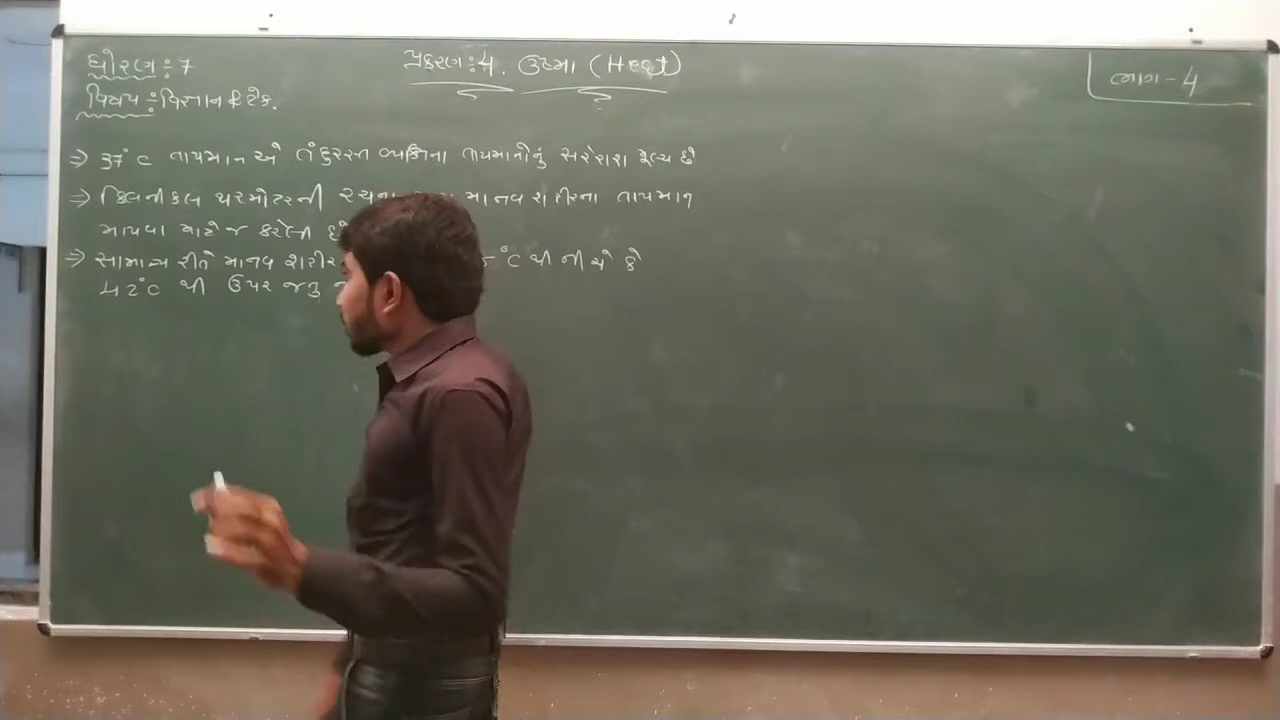 ધોરણ ઃ 7
પ્રકરણ ઃ 4. ઉષ્મા (Heat)
ભાગ - 4
વિષય ઃ વિજ્ઞાન & ટેક.
⇒ 37°C તાપમાન એ તંદુરસ્ત વ્યક્તિના તાપમાનોનું સરેરાશ મૂલ્ય છે
⇒ ક્લિનીકલ થરમોટરની રચના માનવ શરીરના તાપમાન
માપવા માટે જ કરેલી છે
⇒ સામાન્ય રીતે માનવ શરીર °C થી નીચે કે
42°C થી ઉપર જતુ